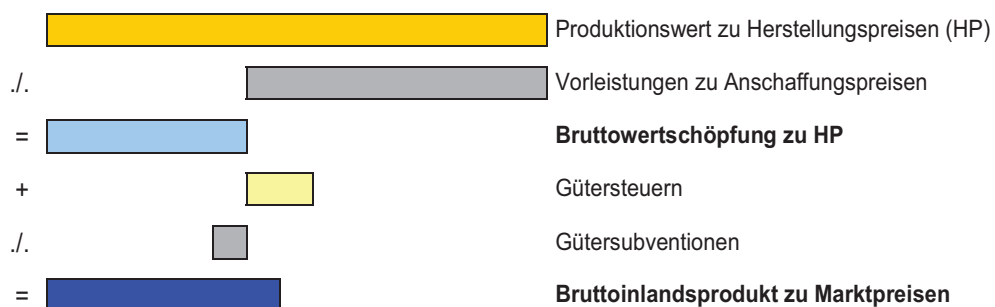 Produktionswert zu Herstellungspreisen (HP)
./. Vorleistungen zu Anschaffungspreisen
= Bruttowertschöpfung zu HP
+ Gütersteuern
./. Gütersubventionen
= Bruttoinlandsprodukt zu Marktpreisen